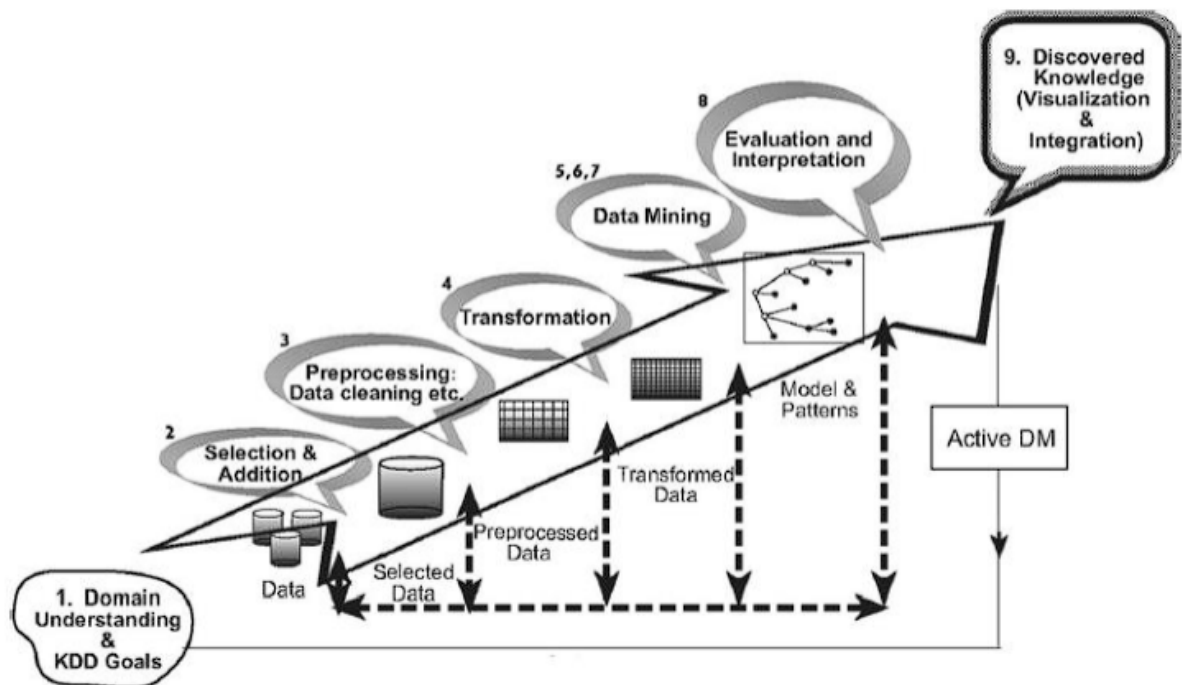 9. Discovered
Knowledge
(Visualization
&
Integration)
8
Evaluation and
Interpretation
5,6,7
Data Mining
4
Transformation
3
Preprocessing:
Data cleaning etc.
2
Selection &
Addition
Model &
Patterns
Active DM
Transformed
Data
Preprocessed
Data
Selected
Data
Data
1. Domain
Understanding
&
KDD Goals